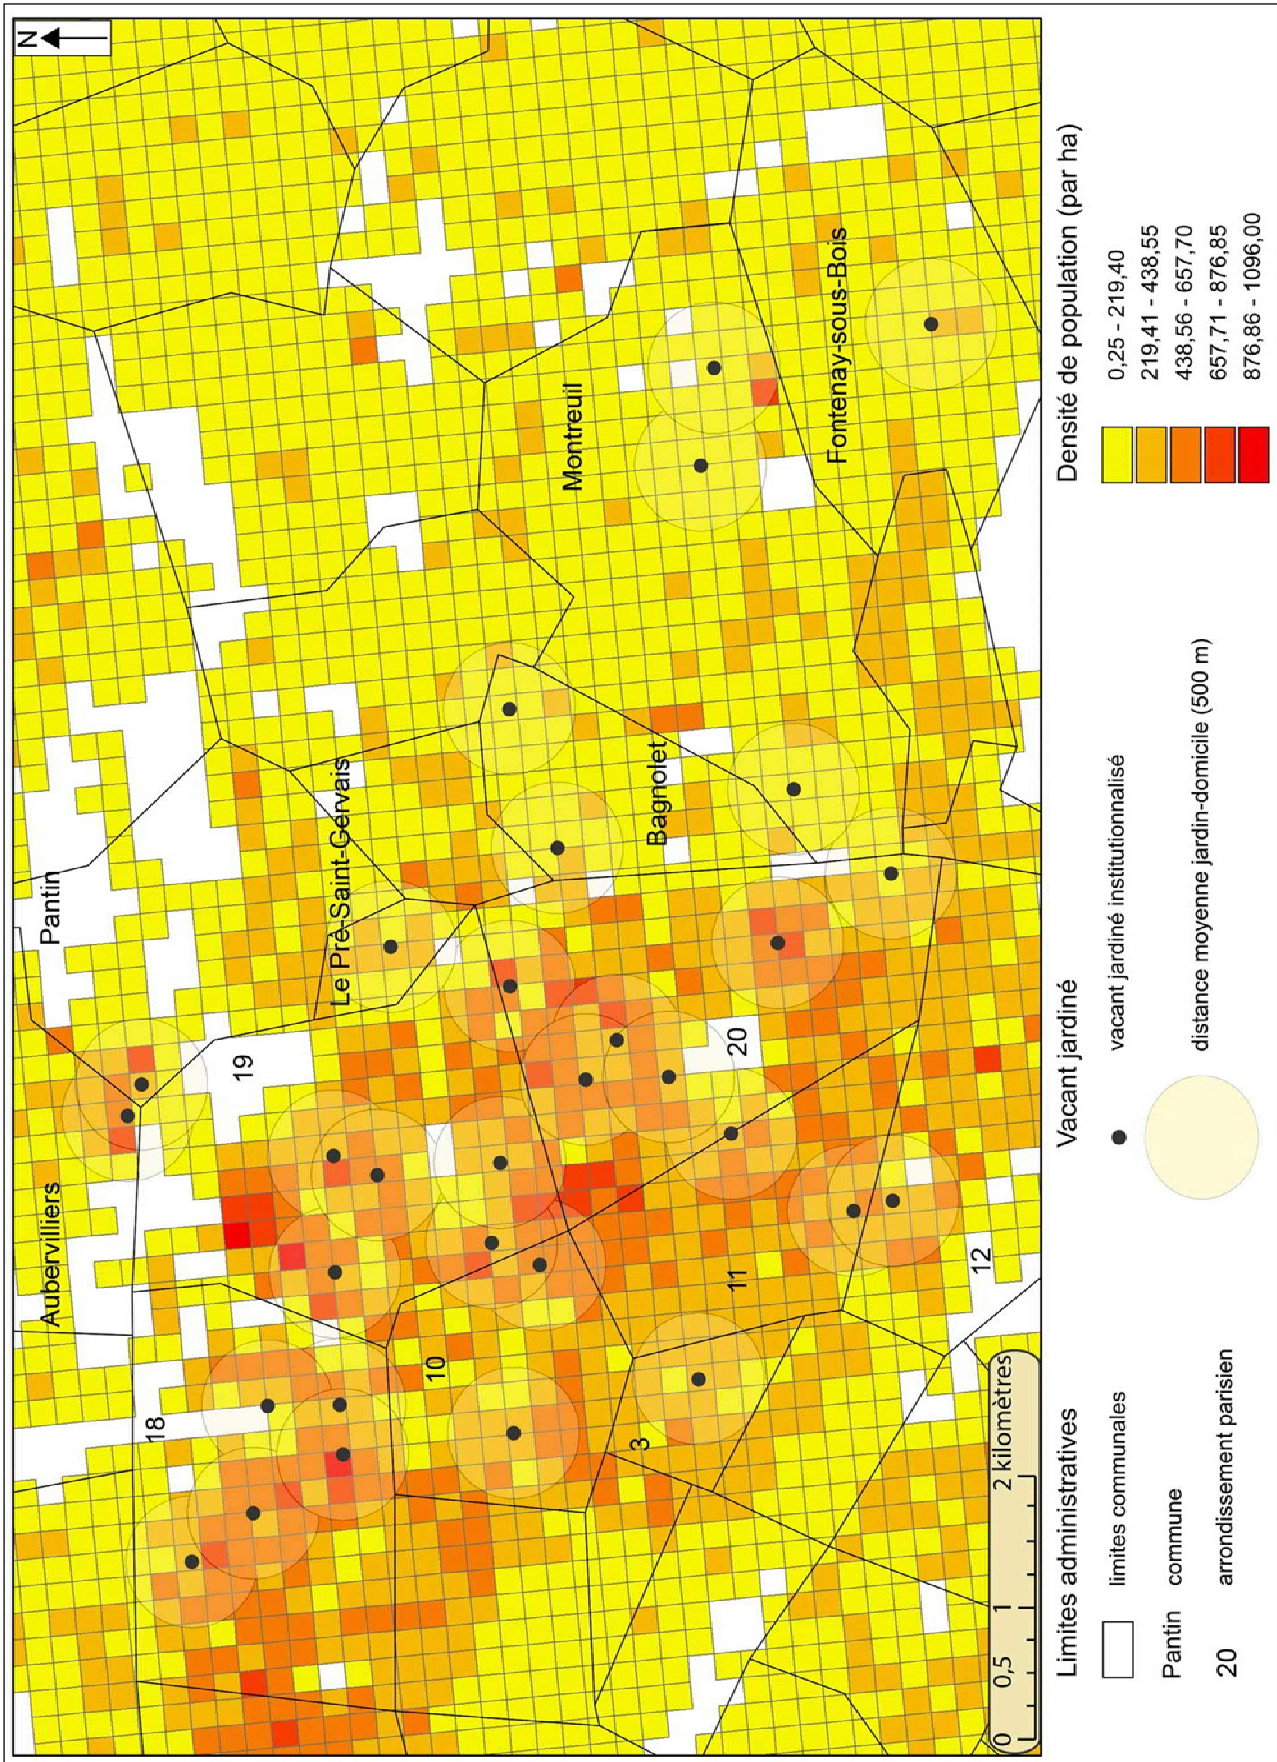 N
Pantin
Aubervilliers
Le Pré-Saint-Gervais
Montreuil
Bagnolet
Fontenay-sous-Bois
18
19
10
3
20
11
12
0 0,5 1 2 kilomètres
Limites administratives
limites communales
Pantin commune
20 arrondissement parisien
Vacant jardiné
vacant jardiné institutionnalisé
distance moyenne jardin-domicile (500 m)
Densité de population (par ha)
0,25 - 219,40
219,41 - 438,55
438,56 - 657,70
657,71 - 876,85
876,86 - 1096,00